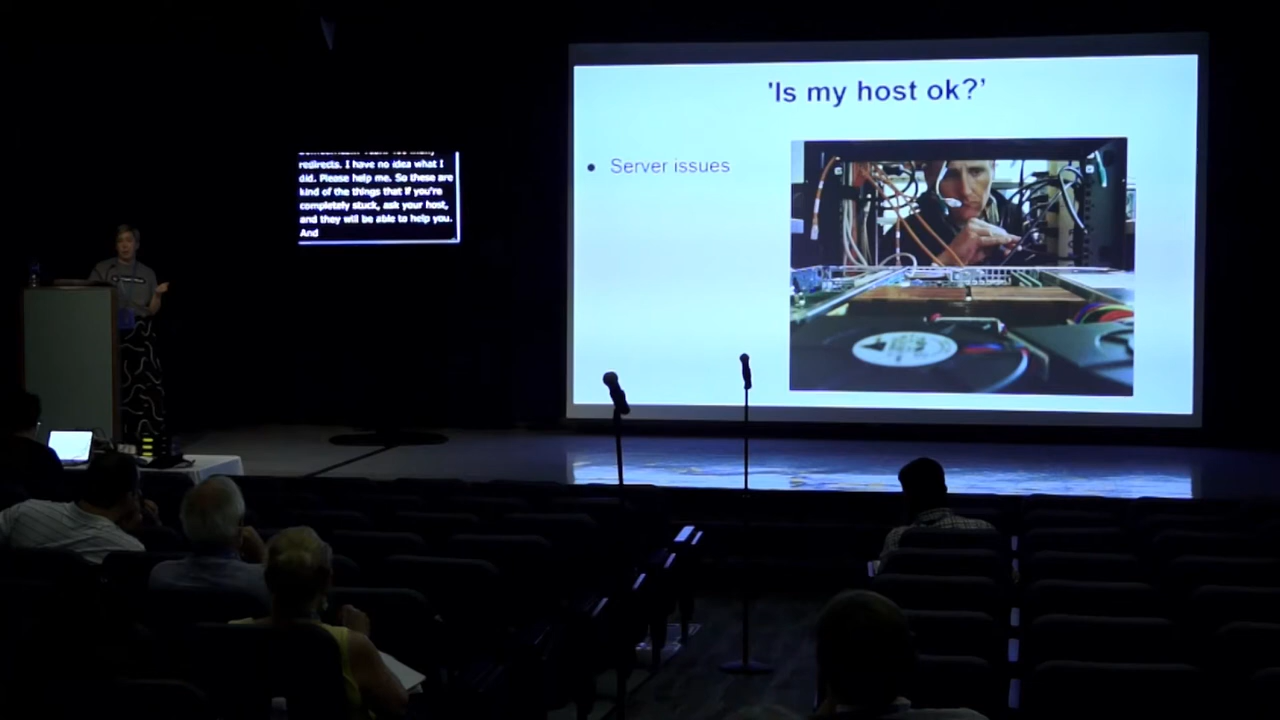 'Is my host ok?'
• Server issues
redirects. I have no idea what I
did. Please help me. So these are
kind of the things that if you're
completely stuck, ask your host,
and they will be able to help you.
And